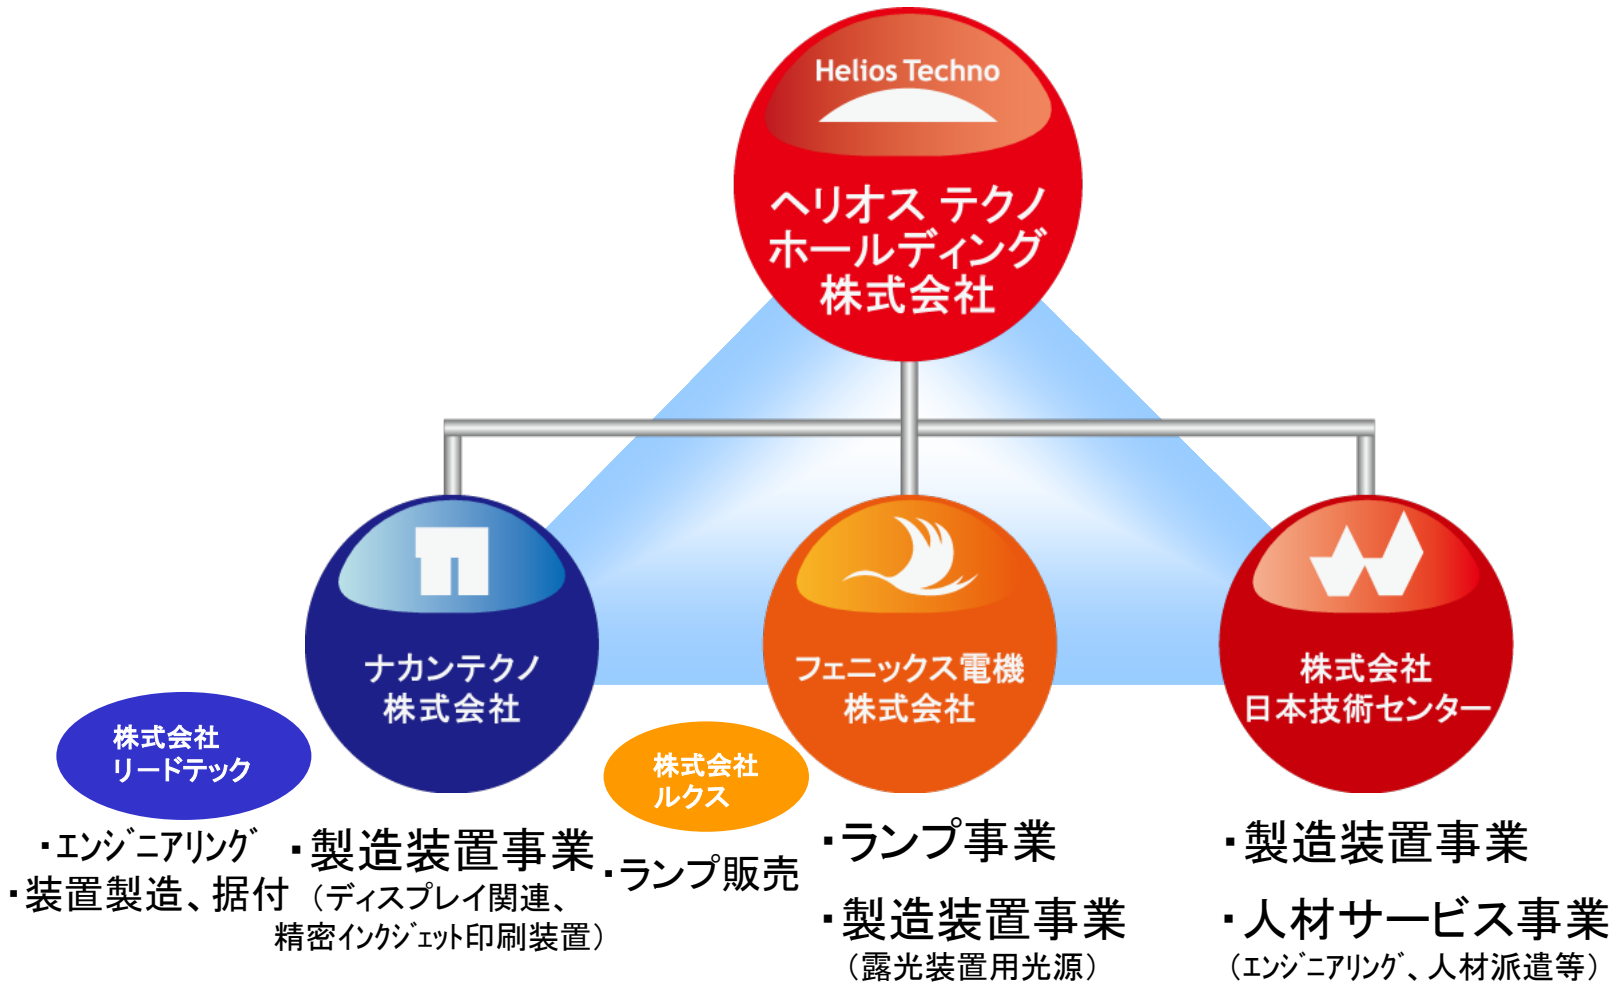 Helios Techno
ヘリオス テクノ
ホールディング
株式会社
ナカンテクノ
株式会社
フェニックス電機
株式会社
株式会社
日本技術センター
株式会社
リードテック
株式会社
ルクス
・エンジニアリング
・装置製造、据付
・製造装置事業
（ディスプレイ関連、
精密インクジェット印刷装置）
・ランプ販売
・ランプ事業
・製造装置事業
（露光装置用光源）
・製造装置事業
・人材サービス事業
（エンジニアリング、人材派遣等）